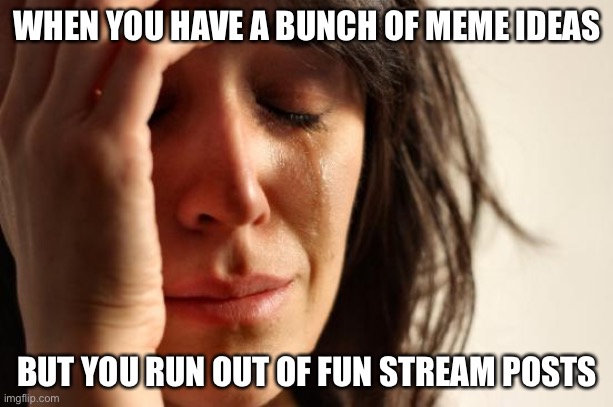 WHEN YOU HAVE A BUNCH OF MEME IDEAS
BUT YOU RUN OUT OF FUN STREAM POSTS
imgflip.com